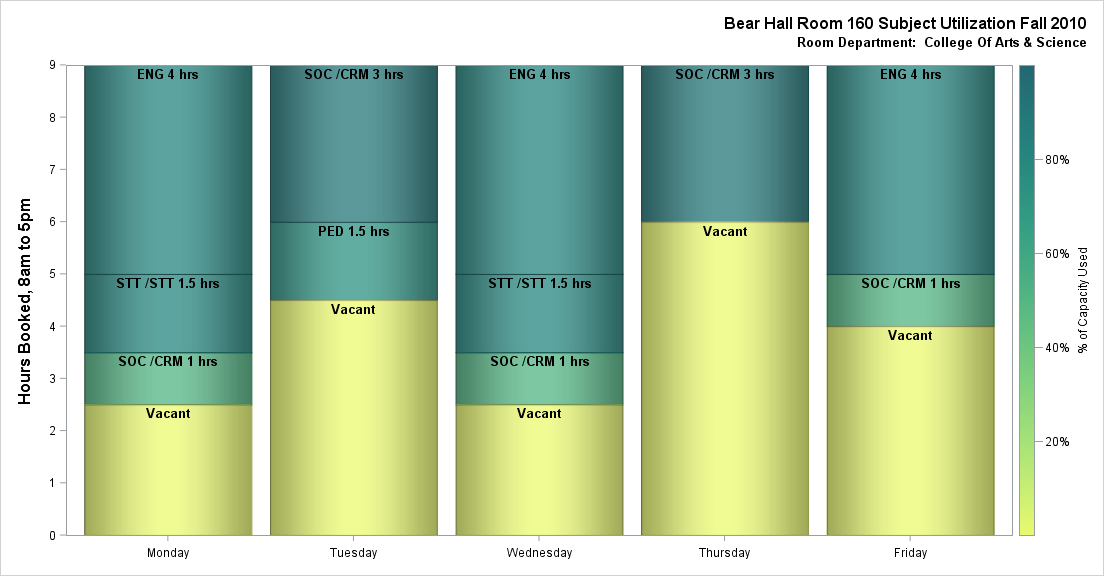 Bear Hall Room 160 Subject Utilization Fall 2010
Room Department:  College Of Arts & Science
Hours Booked, 8am to 5pm
9
8
7
6
5
4
3
2
1
0
ENG 4 hrs
STT /STT 1.5 hrs
SOC /CRM 1 hrs
Vacant
Monday
SOC /CRM 3 hrs
PED 1.5 hrs
Vacant
Tuesday
ENG 4 hrs
STT /STT 1.5 hrs
SOC /CRM 1 hrs
Vacant
Wednesday
SOC /CRM 3 hrs
Vacant
Thursday
ENG 4 hrs
SOC /CRM 1 hrs
Vacant
Friday
80%
60%
40%
20%
% of Capacity Used